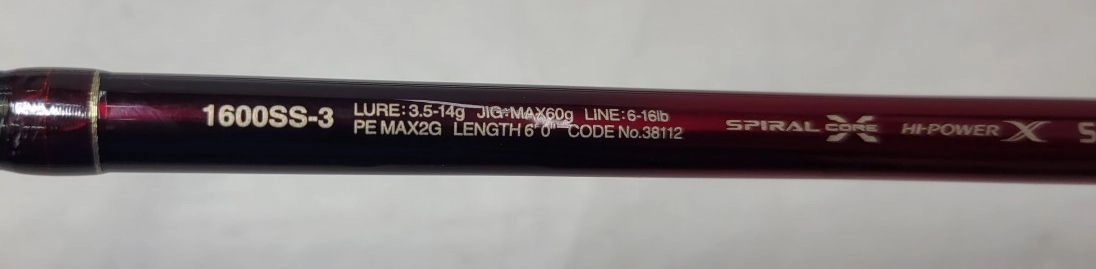 1600SS-3
LURE:3.5-14g JIG:MAX60g LINE:6-16lb
PE MAX2G LENGTH 6'0" CODE No.38112
SPIRAL X CORE HI-POWER X S